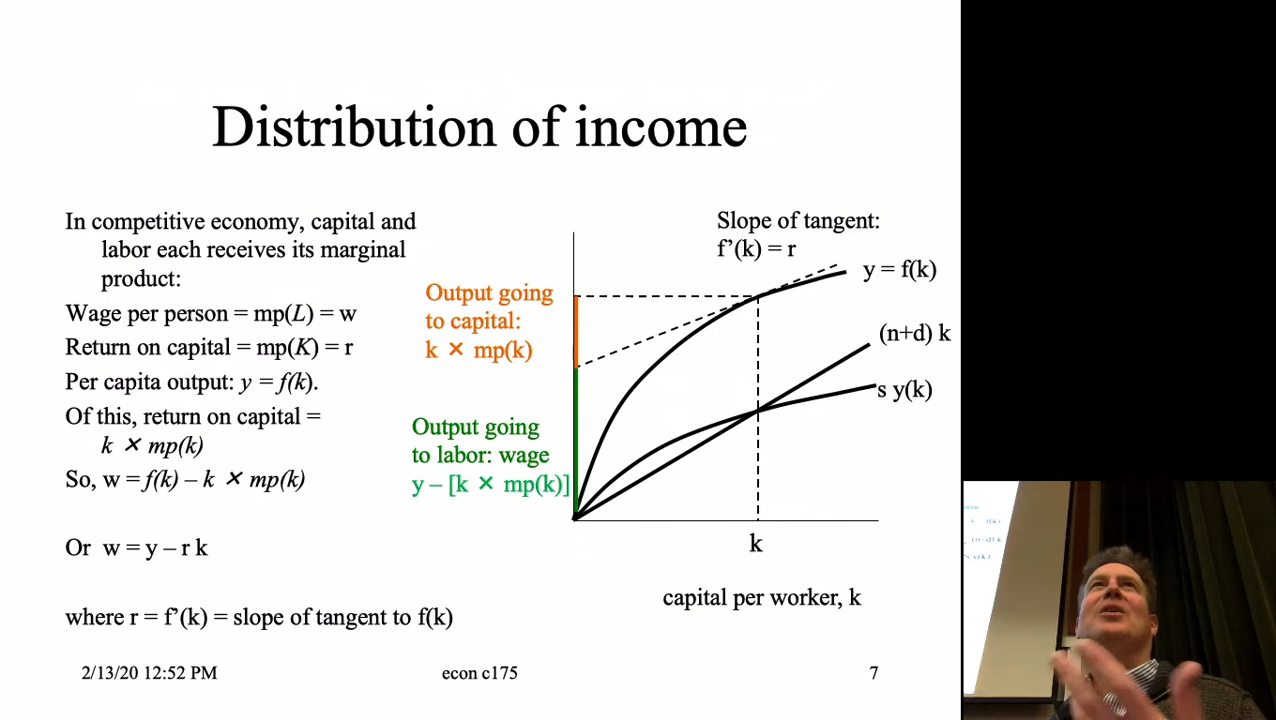 Distribution of income
In competitive economy, capital and
labor each receives its marginal
product:
Wage per person = mp(L) = w
Return on capital = mp(K) = r
Per capita output: y = f(k).
Of this, return on capital =
k × mp(k)
So, w = f(k) – k × mp(k)
Or w = y – r k
where r = f’(k) = slope of tangent to f(k)
Output going
to capital:
k × mp(k)
Output going
to labor: wage
y – [k × mp(k)]
Slope of tangent:
f’(k) = r
y = f(k)
(n+d) k
s y(k)
k
capital per worker, k
2/13/20 12:52 PM
econ c175
7
f(k)
(n+d) k
y(k)